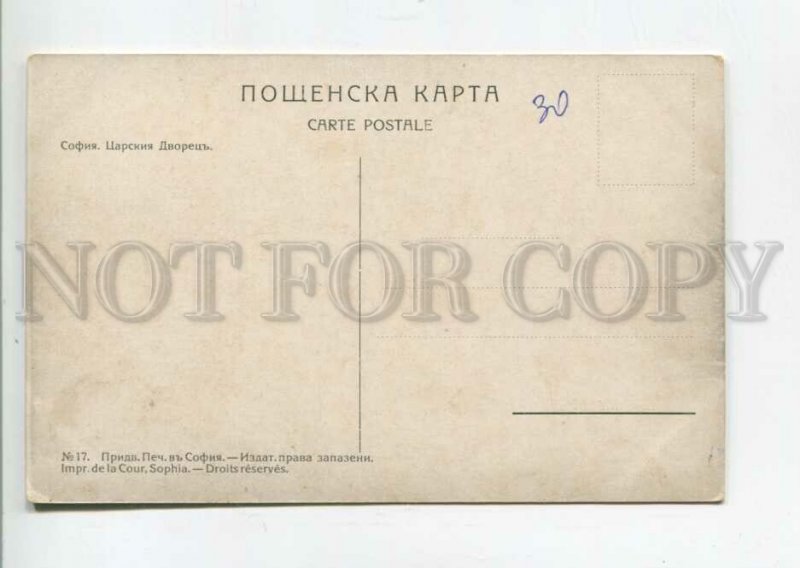 ПОЩЕНСКА КАРТА
CARTE POSTALE
30
София. Царския Дворецъ.
NOT FOR COPY
№17. Придв. Печ. въ София.—Издат. права запазени.
Impr. de la Cour, Sophia.—Droits réservés.